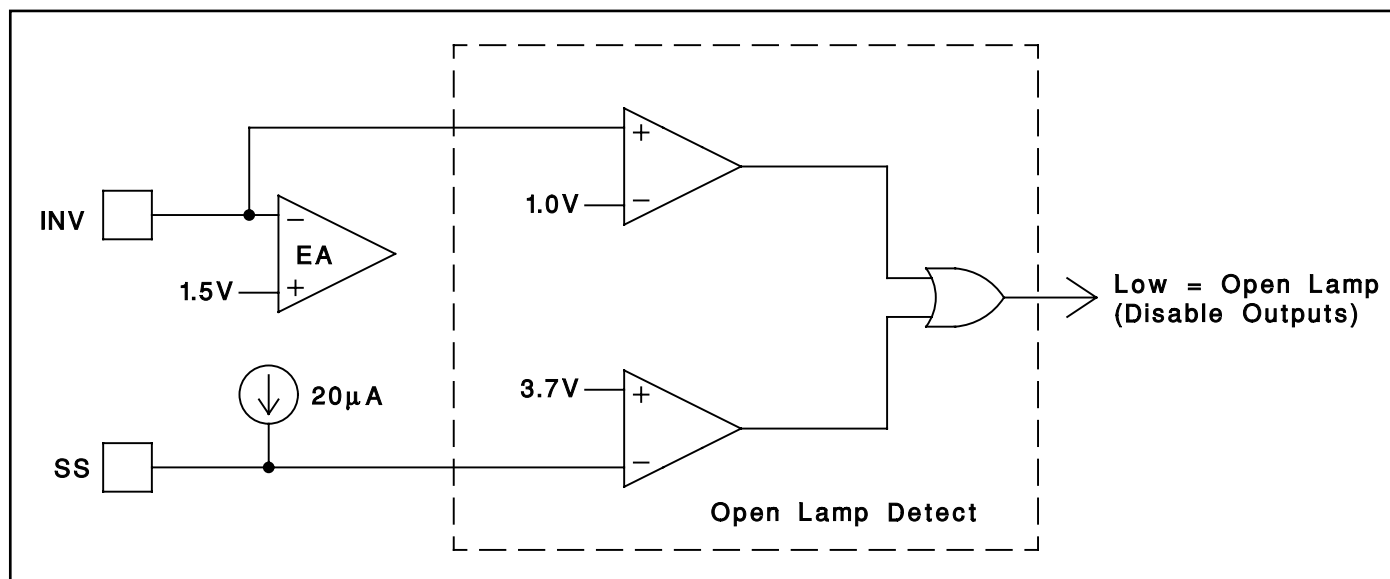 INV
−
EA
1.5V
+
+
1.0V
−
Low = Open Lamp
(Disable Outputs)
20µA
3.7V
+
SS
−
Open Lamp Detect